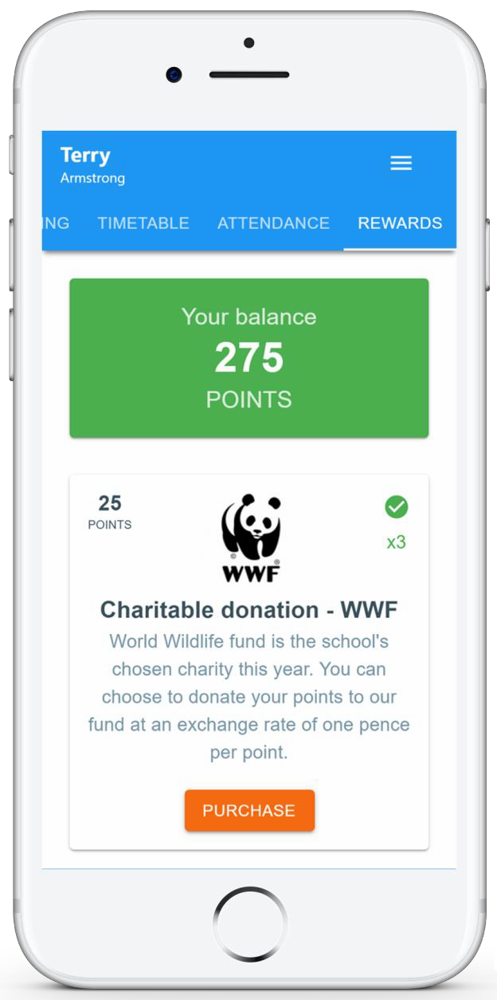 Terry
Armstrong
ING TIMETABLE ATTENDANCE REWARDS
Your balance
275
POINTS
25
POINTS
x3
© ®
WWF
Charitable donation - WWF
World Wildlife fund is the school's
chosen charity this year. You can
choose to donate your points to our
fund at an exchange rate of one pence
per point.
PURCHASE